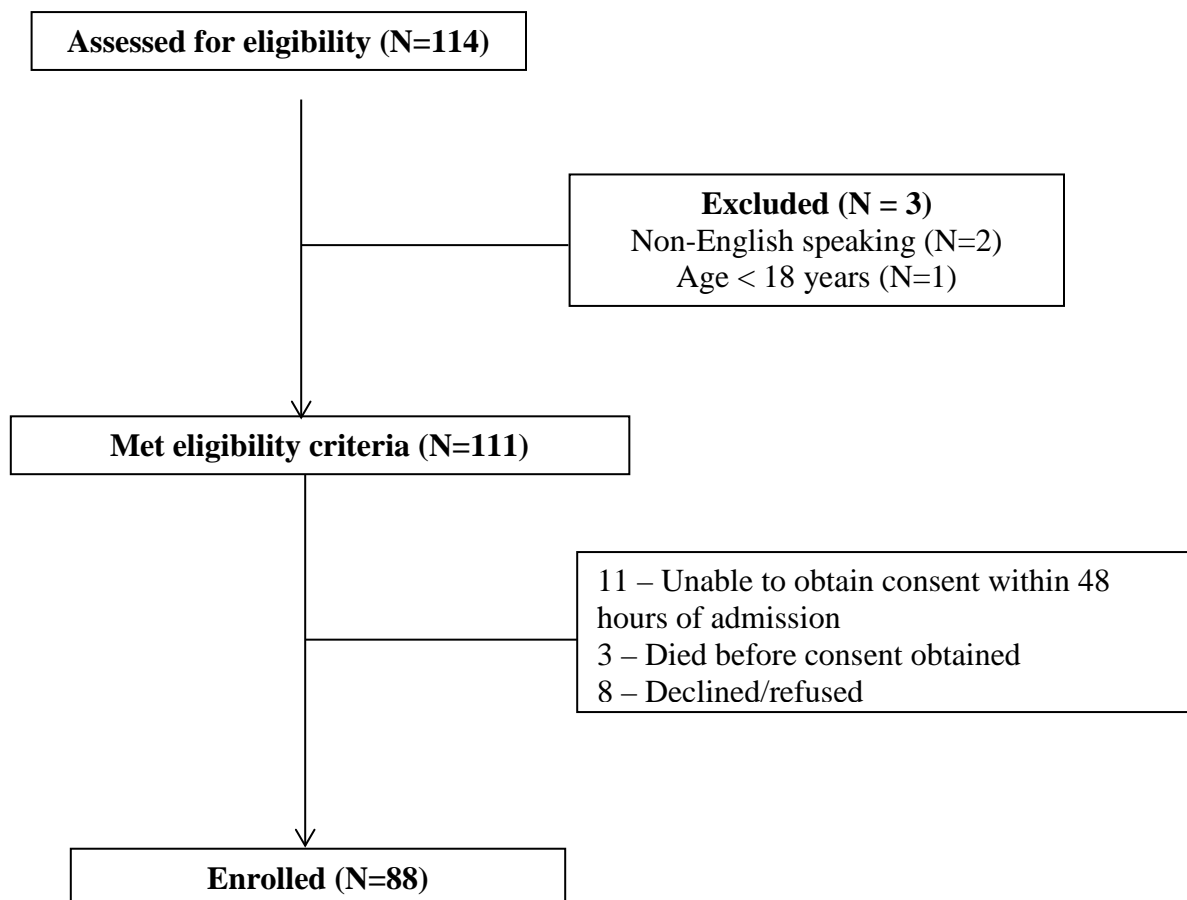 Assessed for eligibility (N=114)
Excluded (N = 3)
Non-English speaking (N=2)
Age < 18 years (N=1)
Met eligibility criteria (N=111)
11 – Unable to obtain consent within 48
hours of admission
3 – Died before consent obtained
8 – Declined/refused
Enrolled (N=88)